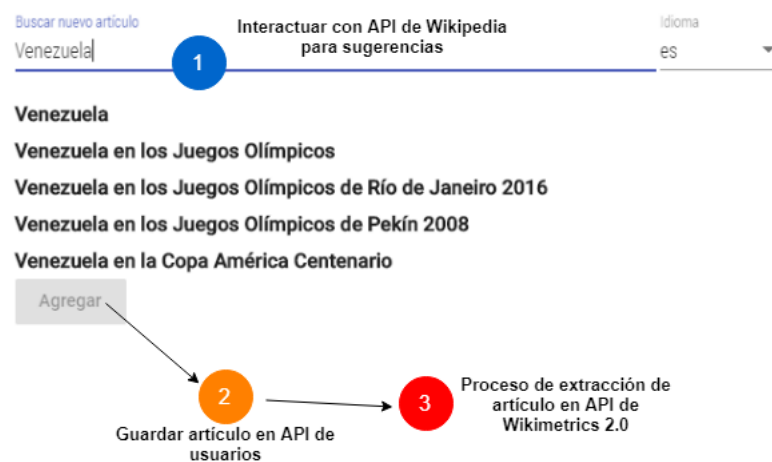 Buscar nuevo artículo
Interactuar con API de Wikipedia
para sugerencias
Idioma
Venezuela
1
es
Venezuela
Venezuela en los Juegos Olímpicos
Venezuela en los Juegos Olímpicos de Río de Janeiro 2016
Venezuela en los Juegos Olímpicos de Pekín 2008
Venezuela en la Copa América Centenario
Agregar
2
Guardar artículo en API de
usuarios
3
Proceso de extracción de
artículo en API de
Wikimetrics 2.0